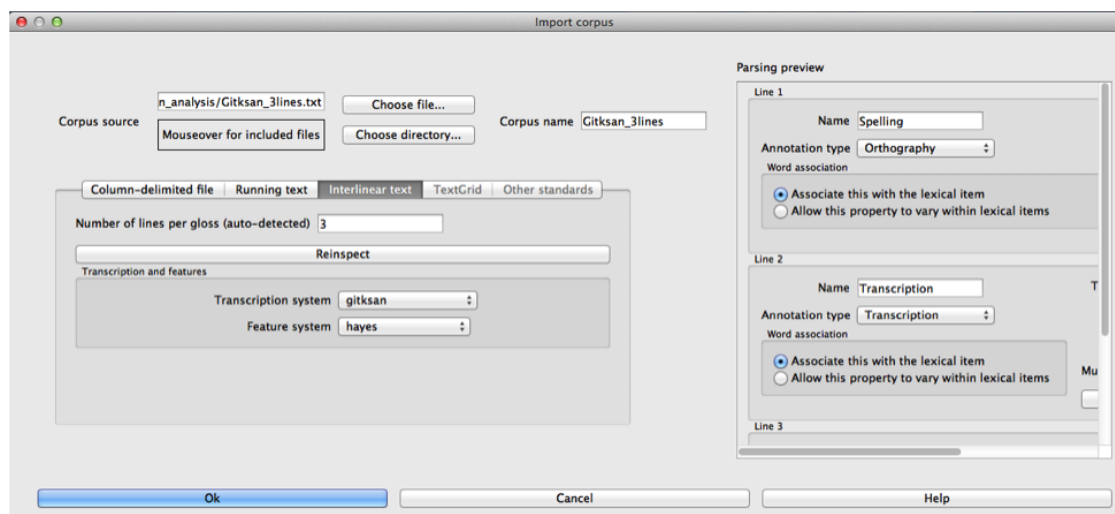 Import corpus
Corpus source
n_analysis/Gitksan_3lines.txt
Choose file...
Mouseover for included files
Choose directory...
Corpus name
Gitksan_3lines
Column-delimited file
Running text
Interlinear text
TextGrid
Other standards
Number of lines per gloss (auto-detected)
3
Reinspect
Transcription and features
Transcription system
gitksan
Feature system
hayes
Parsing preview
Line 1
Name
Spelling
Annotation type
Orthography
Word association
Associate this with the lexical item
Allow this property to vary within lexical items
Line 2
Name
Transcription
T
Annotation type
Transcription
Word association
Associate this with the lexical item
Allow this property to vary within lexical items
Mu
Line 3
Ok
Cancel
Help